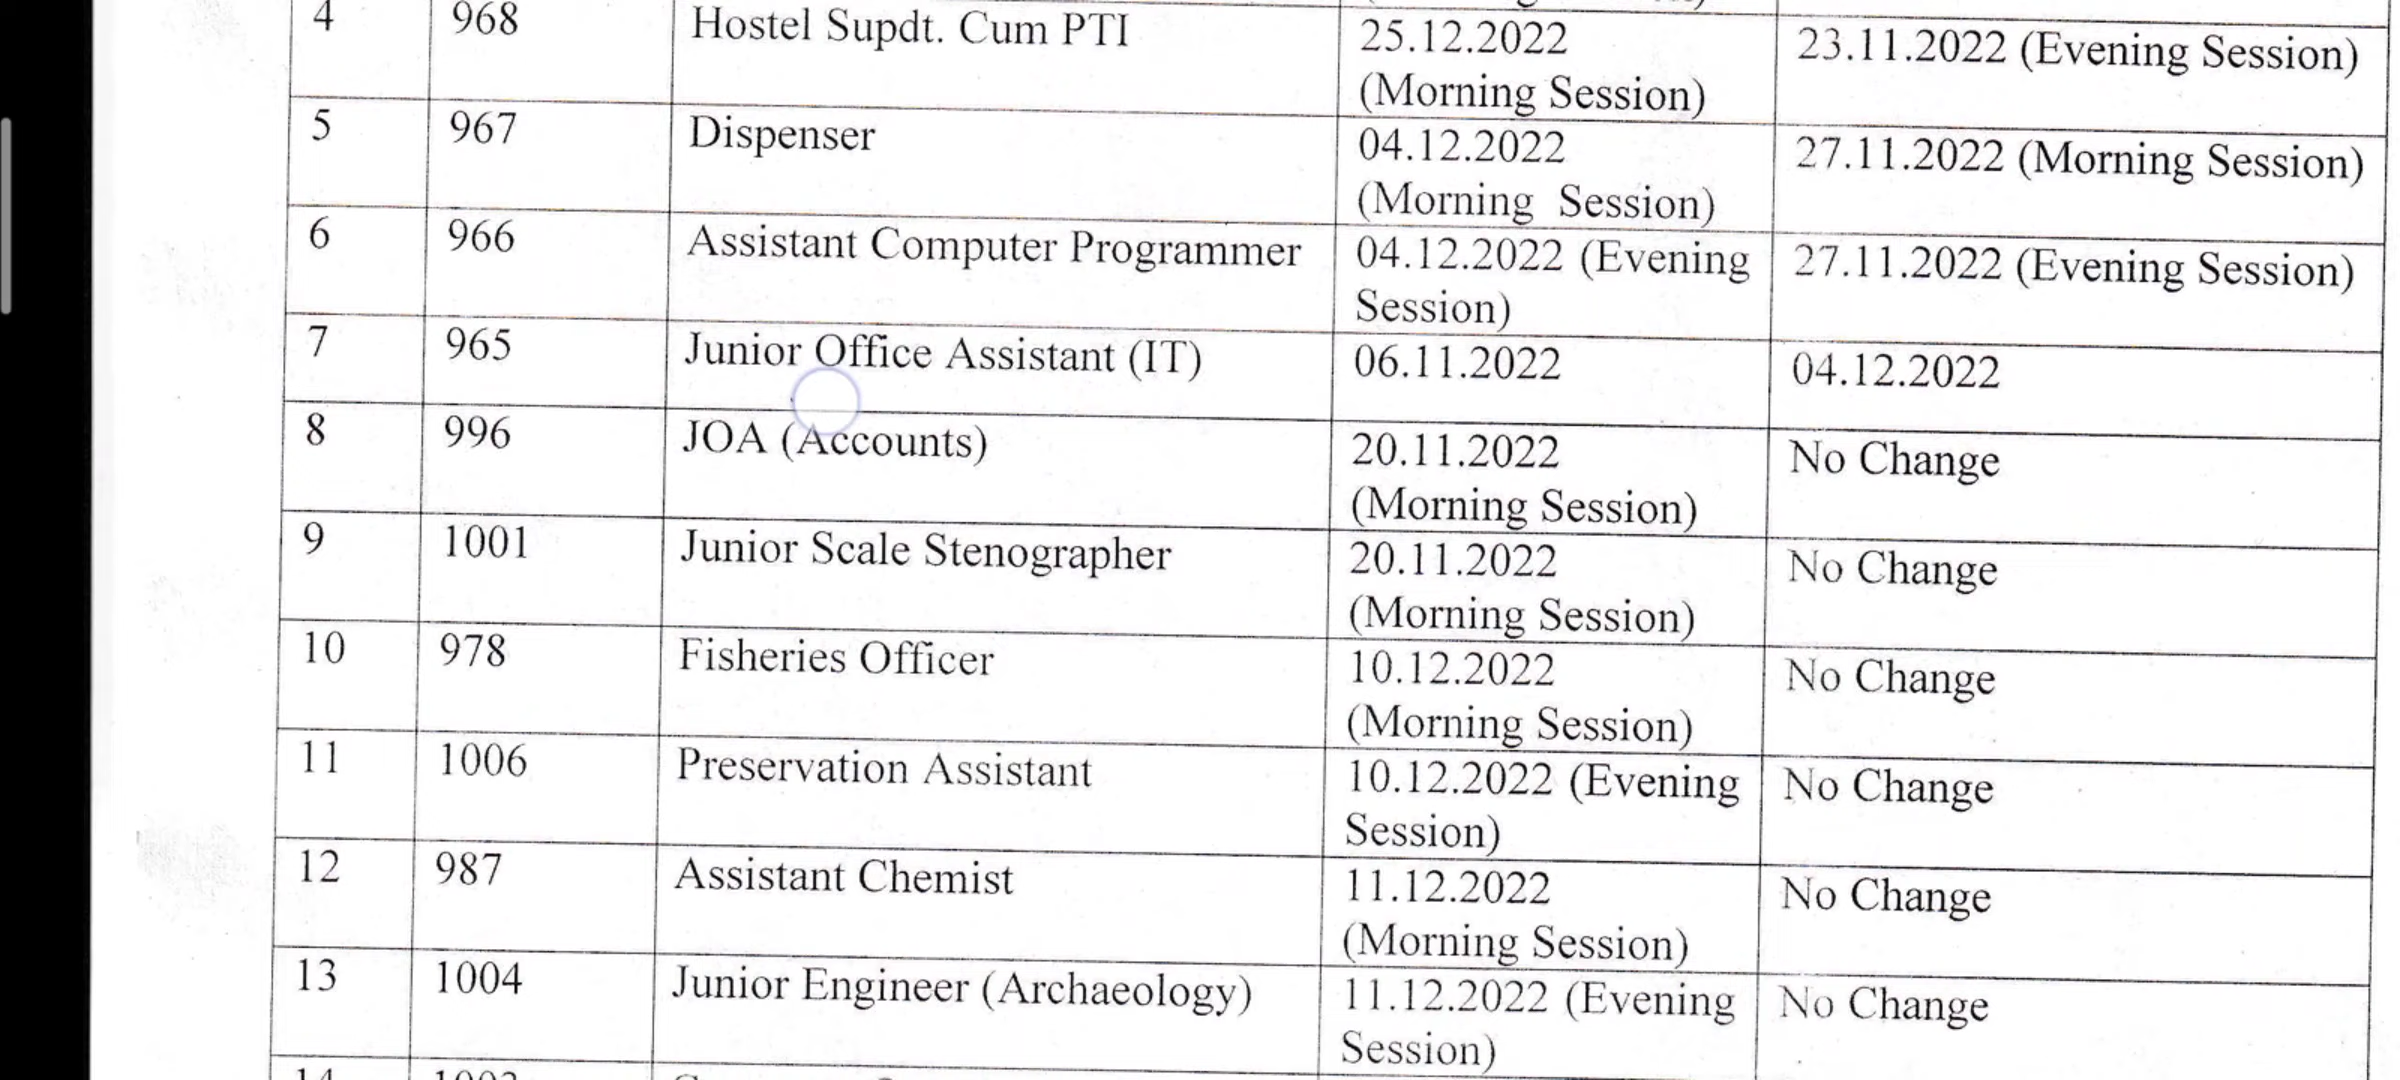 4 968 Hostel Supdt. Cum PTI 25.12.2022 23.11.2022 (Evening Session)
(Morning Session)
5 967 Dispenser 04.12.2022 27.11.2022 (Morning Session)
(Morning Session)
6 966 Assistant Computer Programmer 04.12.2022 (Evening 27.11.2022 (Evening Session)
Session)
7 965 Junior Office Assistant (IT) 06.11.2022 04.12.2022
8 996 JOA (Accounts) 20.11.2022 No Change
(Morning Session)
9 1001 Junior Scale Stenographer 20.11.2022 No Change
(Morning Session)
10 978 Fisheries Officer 10.12.2022 No Change
(Morning Session)
11 1006 Preservation Assistant 10.12.2022 (Evening No Change
Session)
12 987 Assistant Chemist 11.12.2022 No Change
(Morning Session)
13 1004 Junior Engineer (Archaeology) 11.12.2022 (Evening No Change
Session)